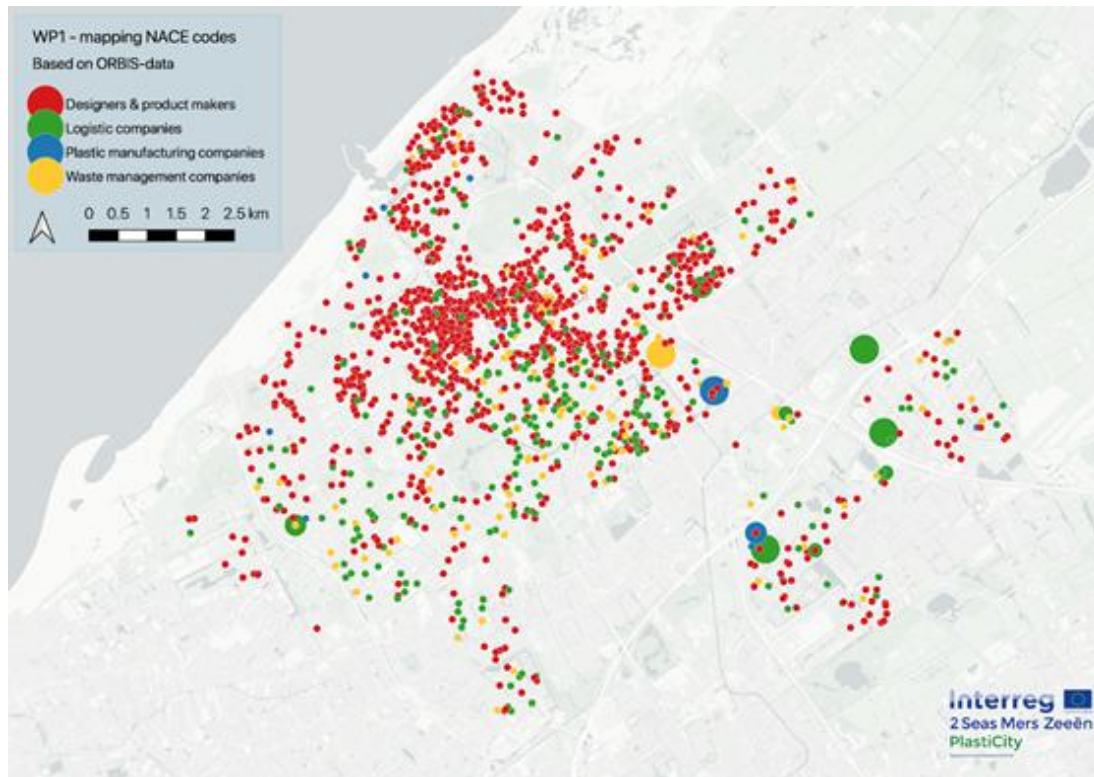 WP1 - mapping NACE codes
Based on ORBIS-data
Designers & product makers
Logistic companies
Plastic manufacturing companies
Waste management companies
0 0.5 1 1.5 2 2.5 km
Interreg
2 Seas Mers Zeeën
PlastiCity